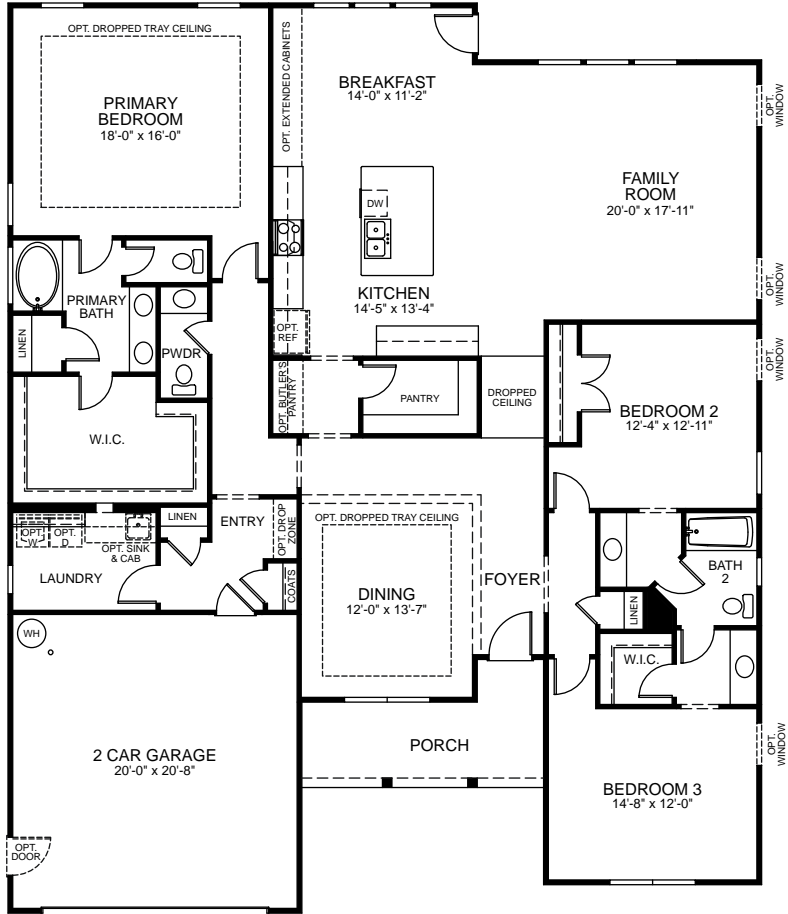 OPT. DROPPED TRAY CEILING
PRIMARY
BEDROOM
18'-0" x 16'-0"
OPT. EXTENDED CABINETS
BREAKFAST
14'-0" x 11'-2"
OPT.
WINDOW
FAMILY
ROOM
20'-0" x 17'-11"
DW
OPT.
WINDOW
KITCHEN
14'-5" x 13'-4"
PRIMARY
BATH
LINEN
PWDR
OPT.
REF
OPT.
WINDOW
OPT. BUTLER'S
PANTRY
PANTRY
DROPPED
CEILING
BEDROOM 2
12'-4" x 12'-11"
W.I.C.
OPT.
W
OPT.
D
OPT. SINK
& CAB
LINEN
ENTRY
OPT. DROP
ZONE
OPT. DROPPED TRAY CEILING
LAUNDRY
COATS
DINING
12'-0" x 13'-7"
FOYER
BATH
2
LINEN
WH
W.I.C.
2 CAR GARAGE
20'-0" x 20'-8"
PORCH
OPT.
WINDOW
BEDROOM 3
14'-8" x 12'-0"
OPT.
DOOR